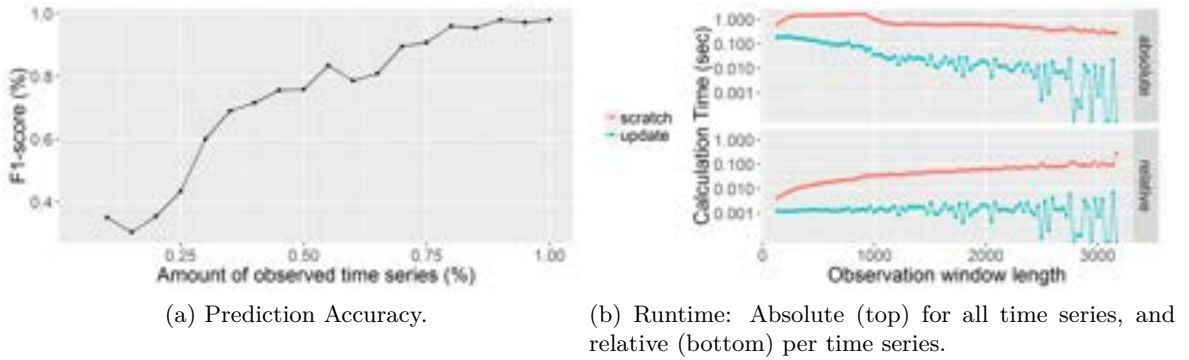 1.0
0.8
0.6
0.4
F1-score (%)
0.25
0.50
0.75
1.00
Amount of observed time series (%)
(a) Prediction Accuracy.
scratch
update
Calculation Time (sec)
1.000
0.100
0.010
0.001
absolute
1.000
0.100
0.010
0.001
relative
0
1000
2000
3000
Observation window length
(b) Runtime: Absolute (top) for all time series, and
relative (bottom) per time series.